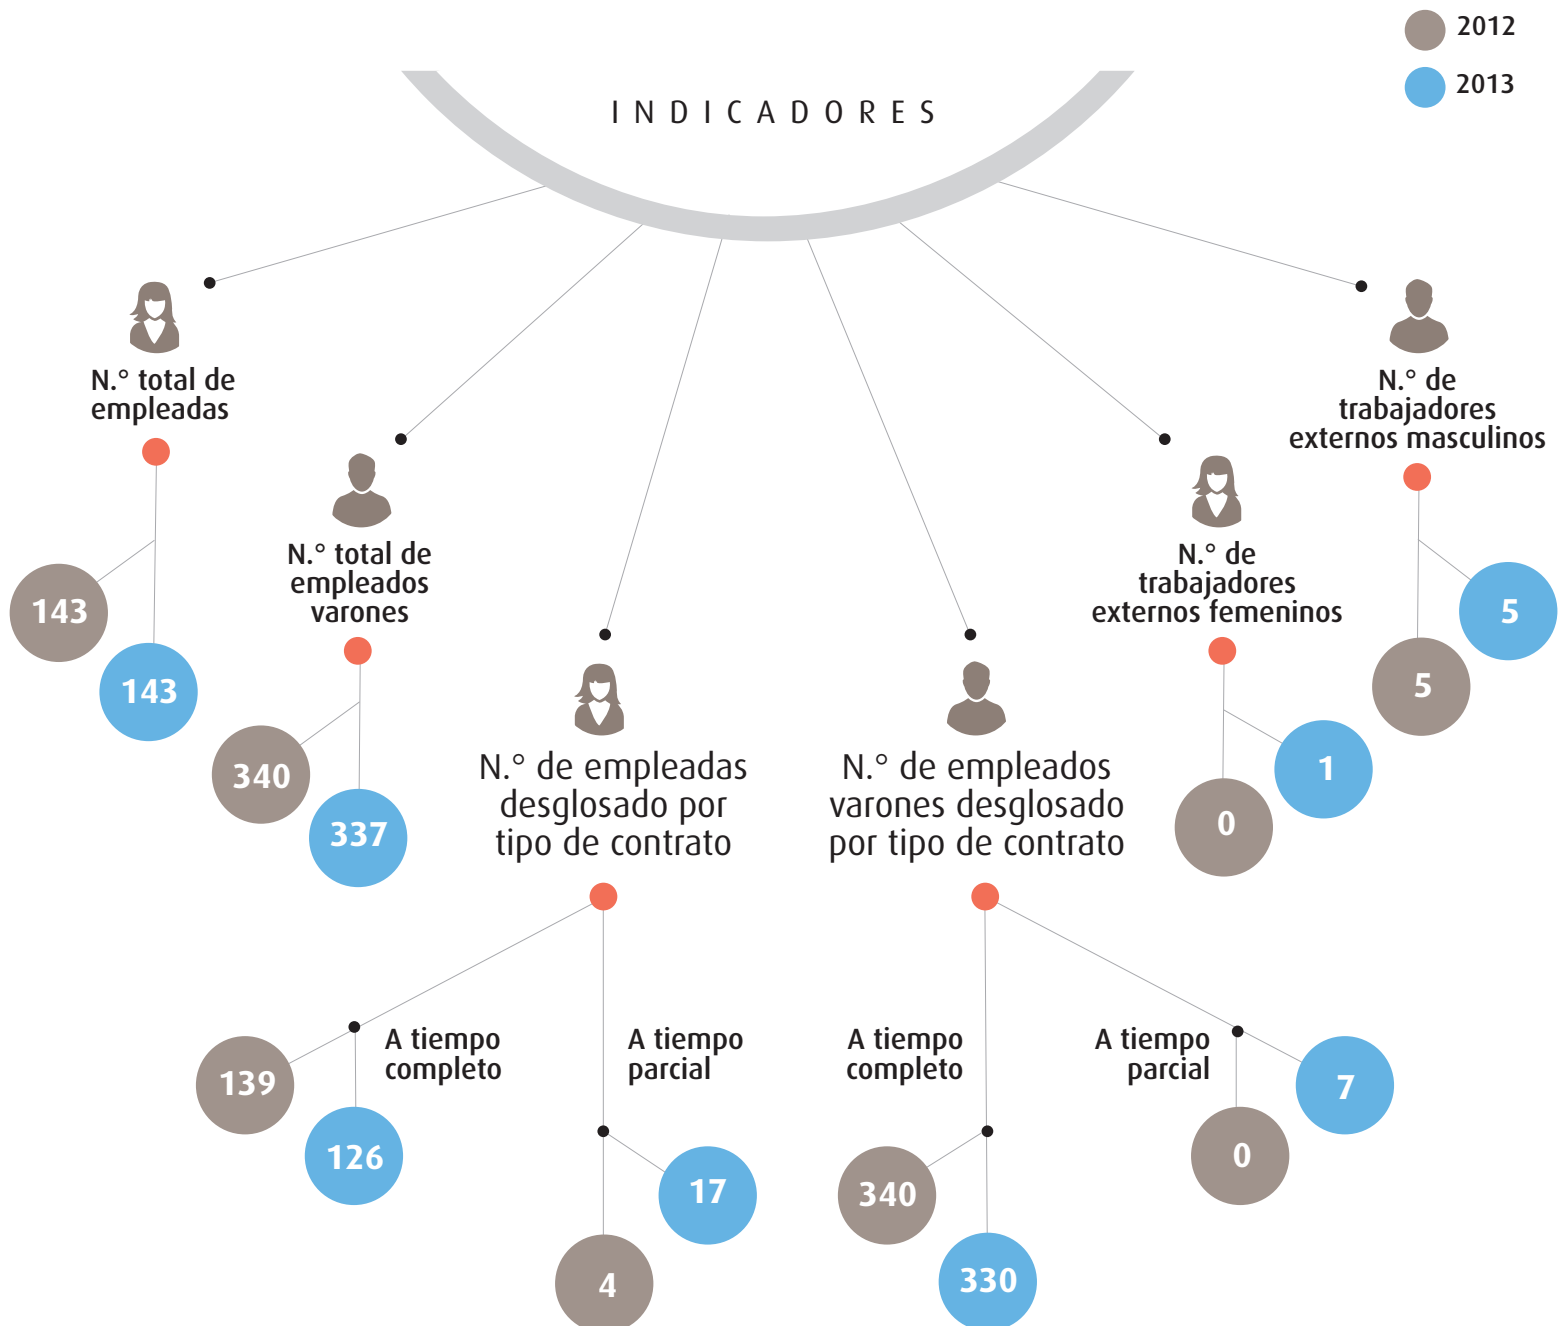 2012
2013
INDICADORES
N.° total de
empleadas
143
143
N.° total de
empleados
varones
340
337
N.° de empleadas
desglosado por
tipo de contrato
A tiempo
completo
139
126
A tiempo
parcial
4
17
N.° de empleados
varones desglosado
por tipo de contrato
A tiempo
completo
340
330
A tiempo
parcial
0
7
N.° de
trabajadores
externos femeninos
0
1
N.° de
trabajadores
externos masculinos
5
5